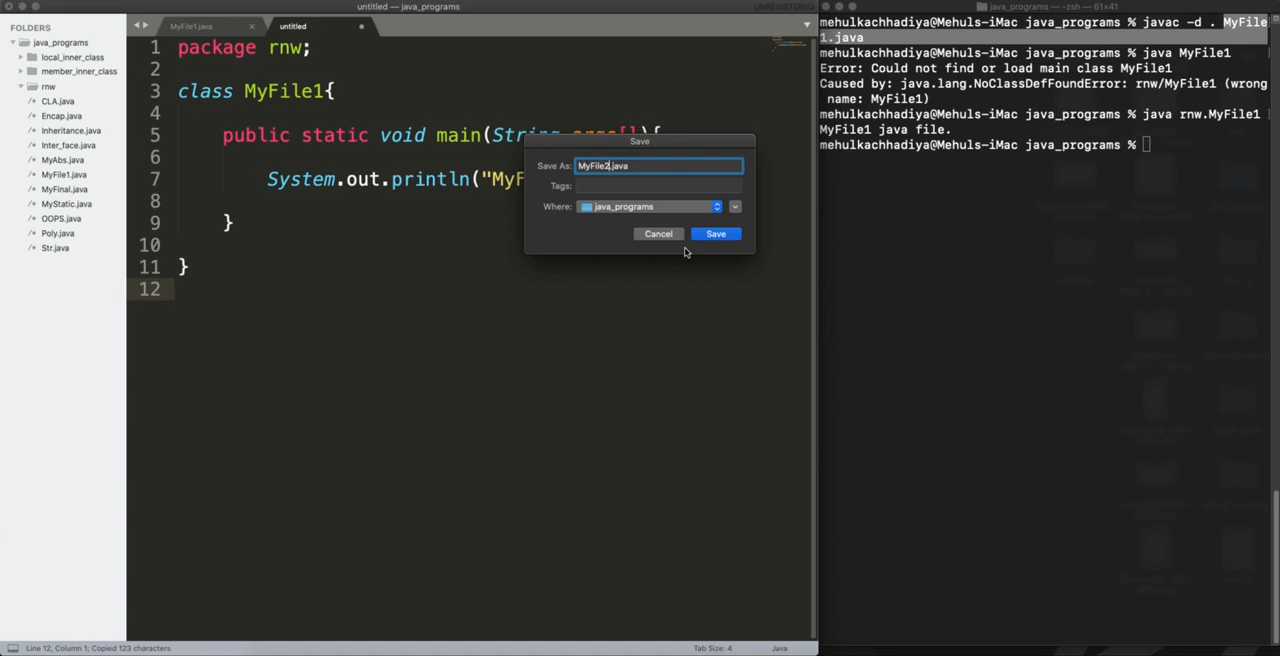 untitled — java_programs
UNREGISTERED
FOLDERS
java_programs
local_inner_class
member_inner_class
rnw
CLA.java
Encap.java
Inheritance.java
Inter_face.java
MyAbs.java
MyFile1.java
MyFinal.java
MyStatic.java
OOPS.java
Poly.java
Str.java
MyFile1.java
untitled
1 package rnw;
2
3 class MyFile1{
4
5 public static void main(String args[]){
6
7 System.out.println("MyF
8
9 }
10
11 }
12
Save
Save As: MyFile2.java
Tags:
Where: java_programs
Cancel Save
Line 12, Column 1; Copied 123 characters
Tab Size: 4
Java
java_programs — -zsh — 61×41
mehulkachhadiya@Mehuls-iMac java_programs % javac -d . MyFile
1.java
mehulkachhadiya@Mehuls-iMac java_programs % java MyFile1
Error: Could not find or load main class MyFile1
Caused by: java.lang.NoClassDefFoundError: rnw/MyFile1 (wrong
name: MyFile1)
mehulkachhadiya@Mehuls-iMac java_programs % java rnw.MyFile1
MyFile1 java file.
mehulkachhadiya@Mehuls-iMac java_programs %